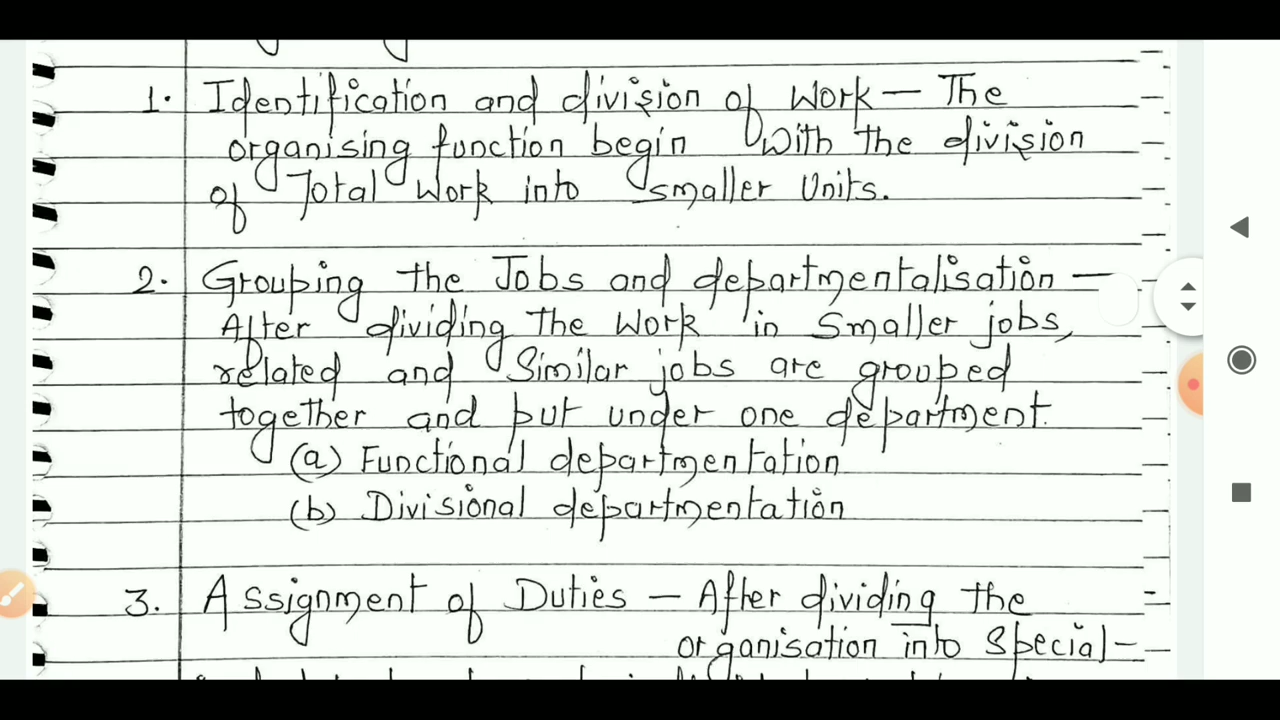 1. Identification and division of Work — The
organising function begin With the division
of Total Work into smaller Units.
2. Grouping the Jobs and departmentalisation —
After dividing the Work in Smaller jobs,
related and Similar jobs are grouped
together and put under one department.
(a) Functional departmentation
(b) Divisional departmentation
3. Assignment of Duties — After dividing the
organisation into Special-